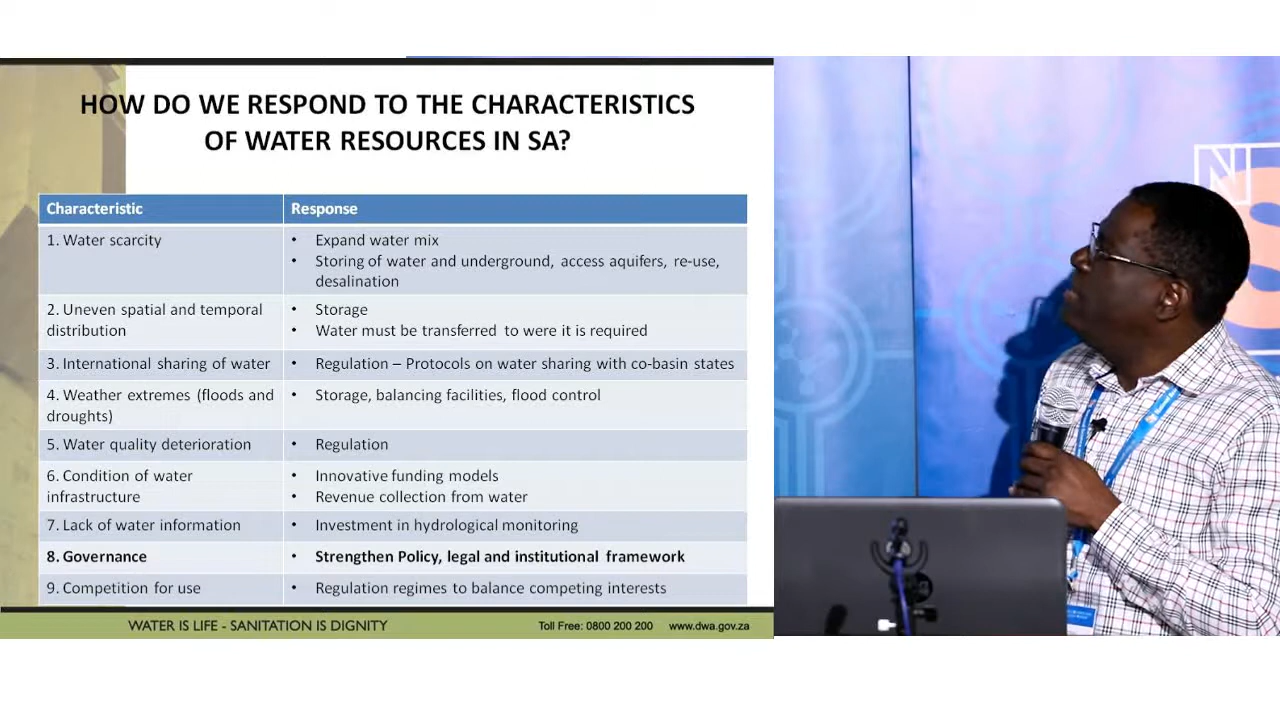 HOW DO WE RESPOND TO THE CHARACTERISTICS
OF WATER RESOURCES IN SA?
Characteristic
Response
1. Water scarcity
• Expand water mix
• Storing of water and underground, access aquifers, re-use,
desalination
2. Uneven spatial and temporal
distribution
• Storage
• Water must be transferred to were it is required
3. International sharing of water
• Regulation – Protocols on water sharing with co-basin states
4. Weather extremes (floods and
droughts)
• Storage, balancing facilities, flood control
5. Water quality deterioration
• Regulation
6. Condition of water
infrastructure
• Innovative funding models
• Revenue collection from water
7. Lack of water information
• Investment in hydrological monitoring
8. Governance
• Strengthen Policy, legal and institutional framework
9. Competition for use
• Regulation regimes to balance competing interests
WATER IS LIFE - SANITATION IS DIGNITY
Toll Free: 0800 200 200 www.dwa.gov.za
N